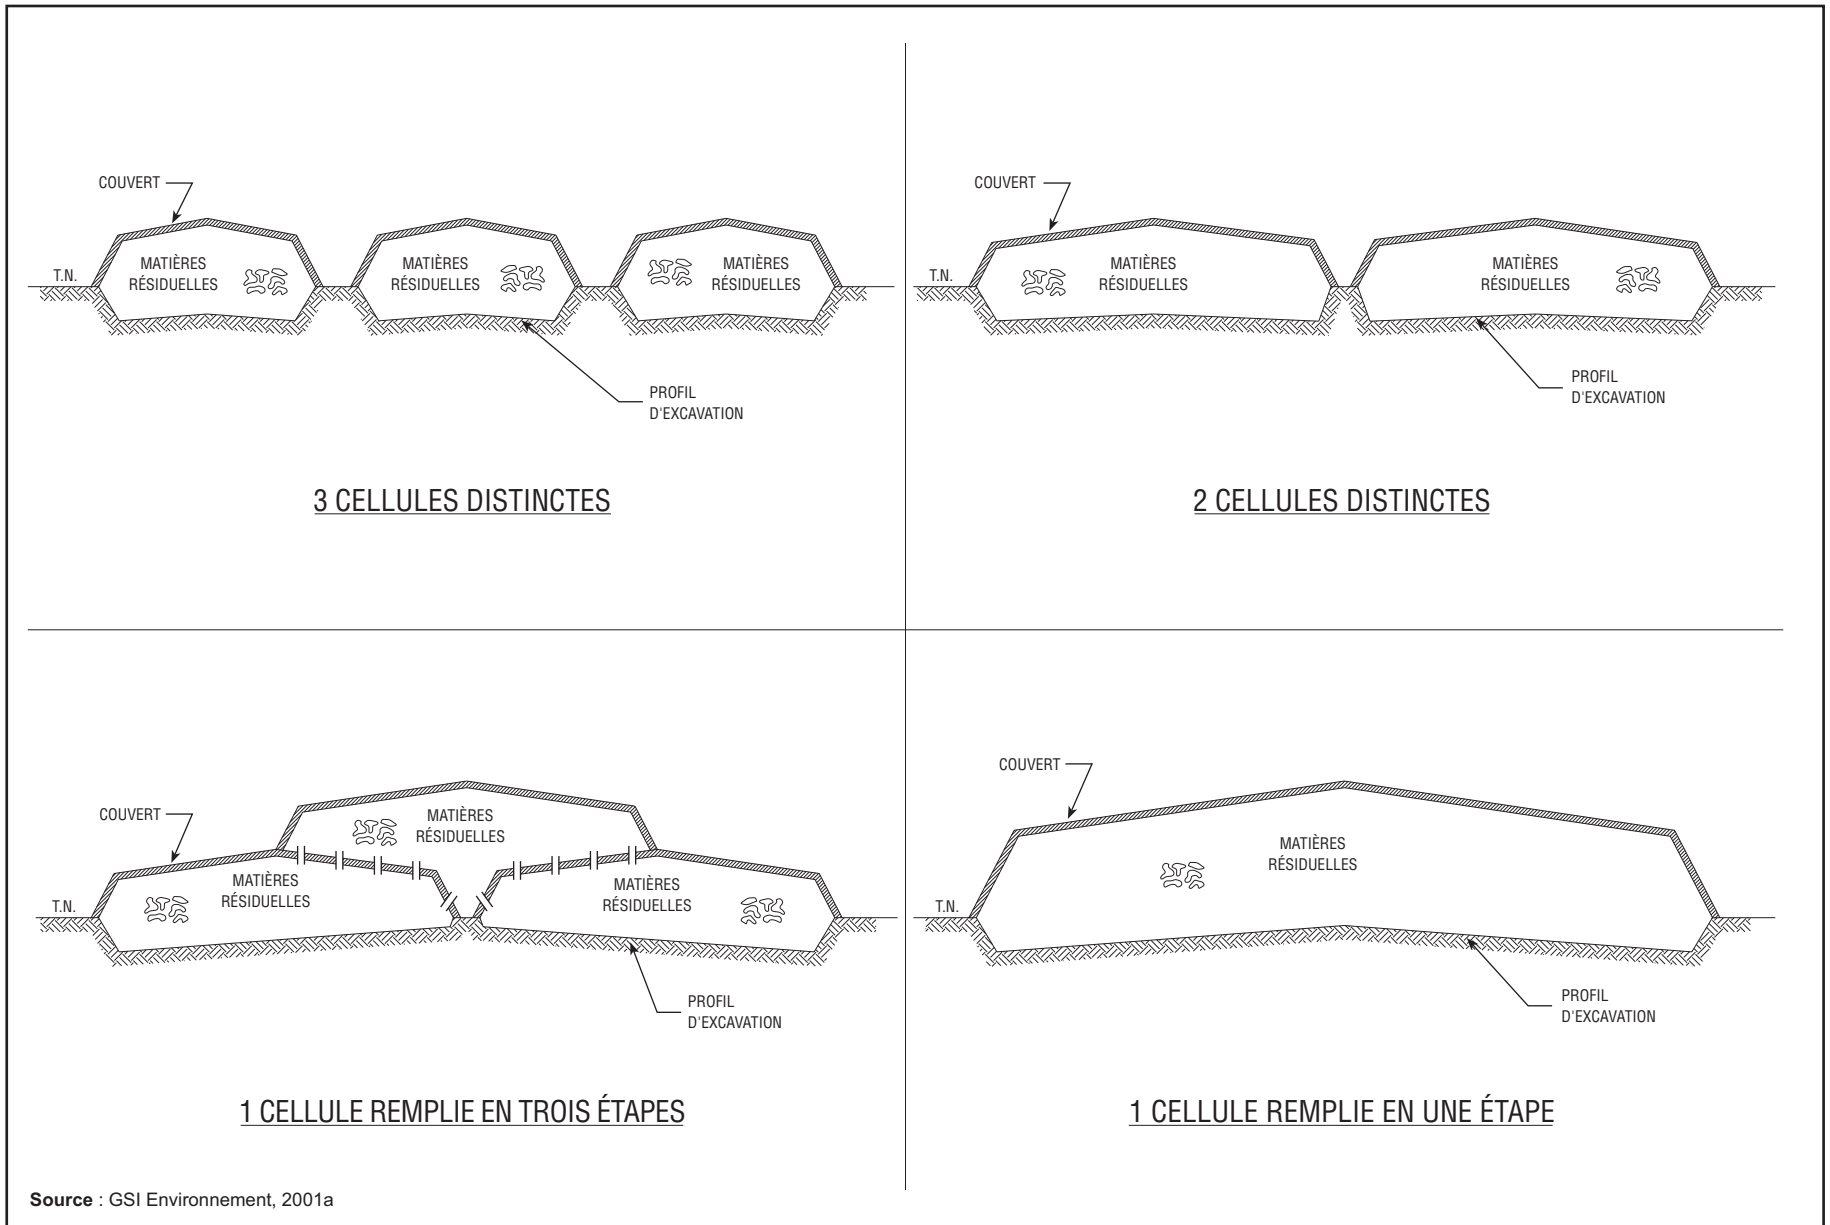 COUVERT
T.N.
MATIÈRES
RÉSIDUELLES
MATIÈRES
RÉSIDUELLES
MATIÈRES
RÉSIDUELLES
PROFIL
D'EXCAVATION
3 CELLULES DISTINCTES
COUVERT
T.N.
MATIÈRES
RÉSIDUELLES
MATIÈRES
RÉSIDUELLES
PROFIL
D'EXCAVATION
2 CELLULES DISTINCTES
COUVERT
MATIÈRES
RÉSIDUELLES
T.N.
MATIÈRES
RÉSIDUELLES
MATIÈRES
RÉSIDUELLES
PROFIL
D'EXCAVATION
1 CELLULE REMPLIE EN TROIS ÉTAPES
COUVERT
T.N.
MATIÈRES
RÉSIDUELLES
PROFIL
D'EXCAVATION
1 CELLULE REMPLIE EN UNE ÉTAPE
Source : GSI Environnement, 2001a